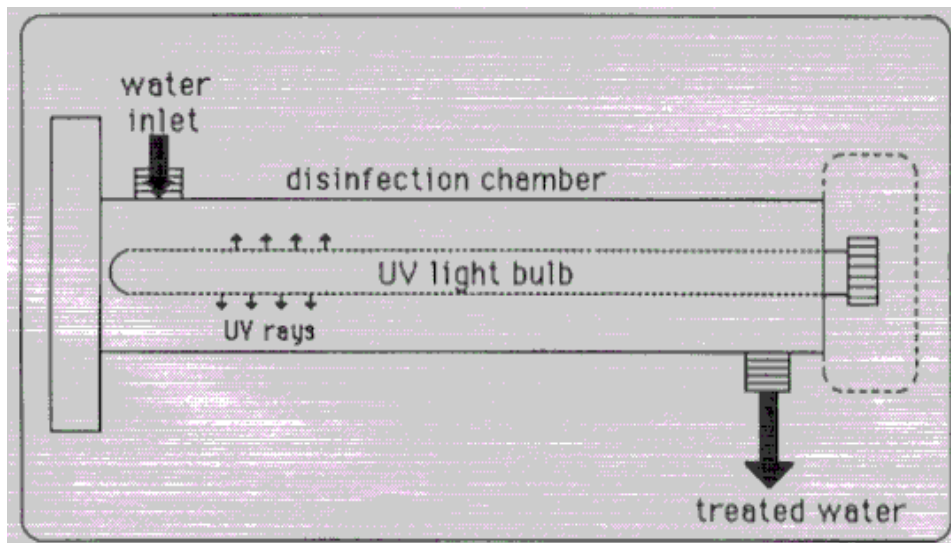 water
inlet
disinfection chamber
UV light bulb
UV rays
treated water